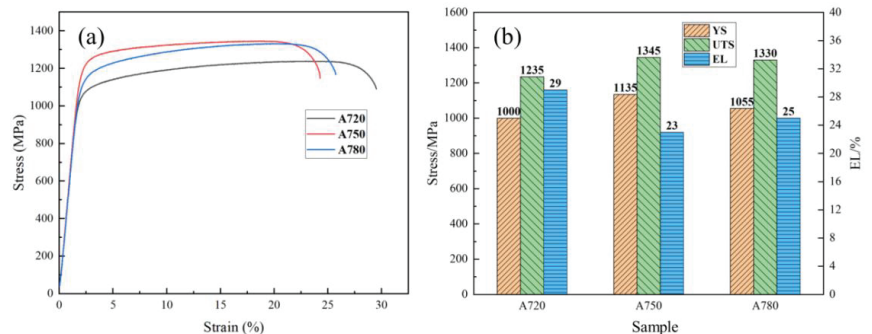 (a)
1400
1200
1000
800
600
400
200
0
Stress (MPa)
A720
A750
A780
0 5 10 15 20 25 30
Strain (%)
(b)
1600
1400
1200
1000
800
600
400
200
0
Stress/MPa
YS
UTS
EL
1000 1235 29
1135 1345 23
1055 1330 25
40
36
32
28
24
20
16
12
8
4
0
EL/%
A720 A750 A780
Sample